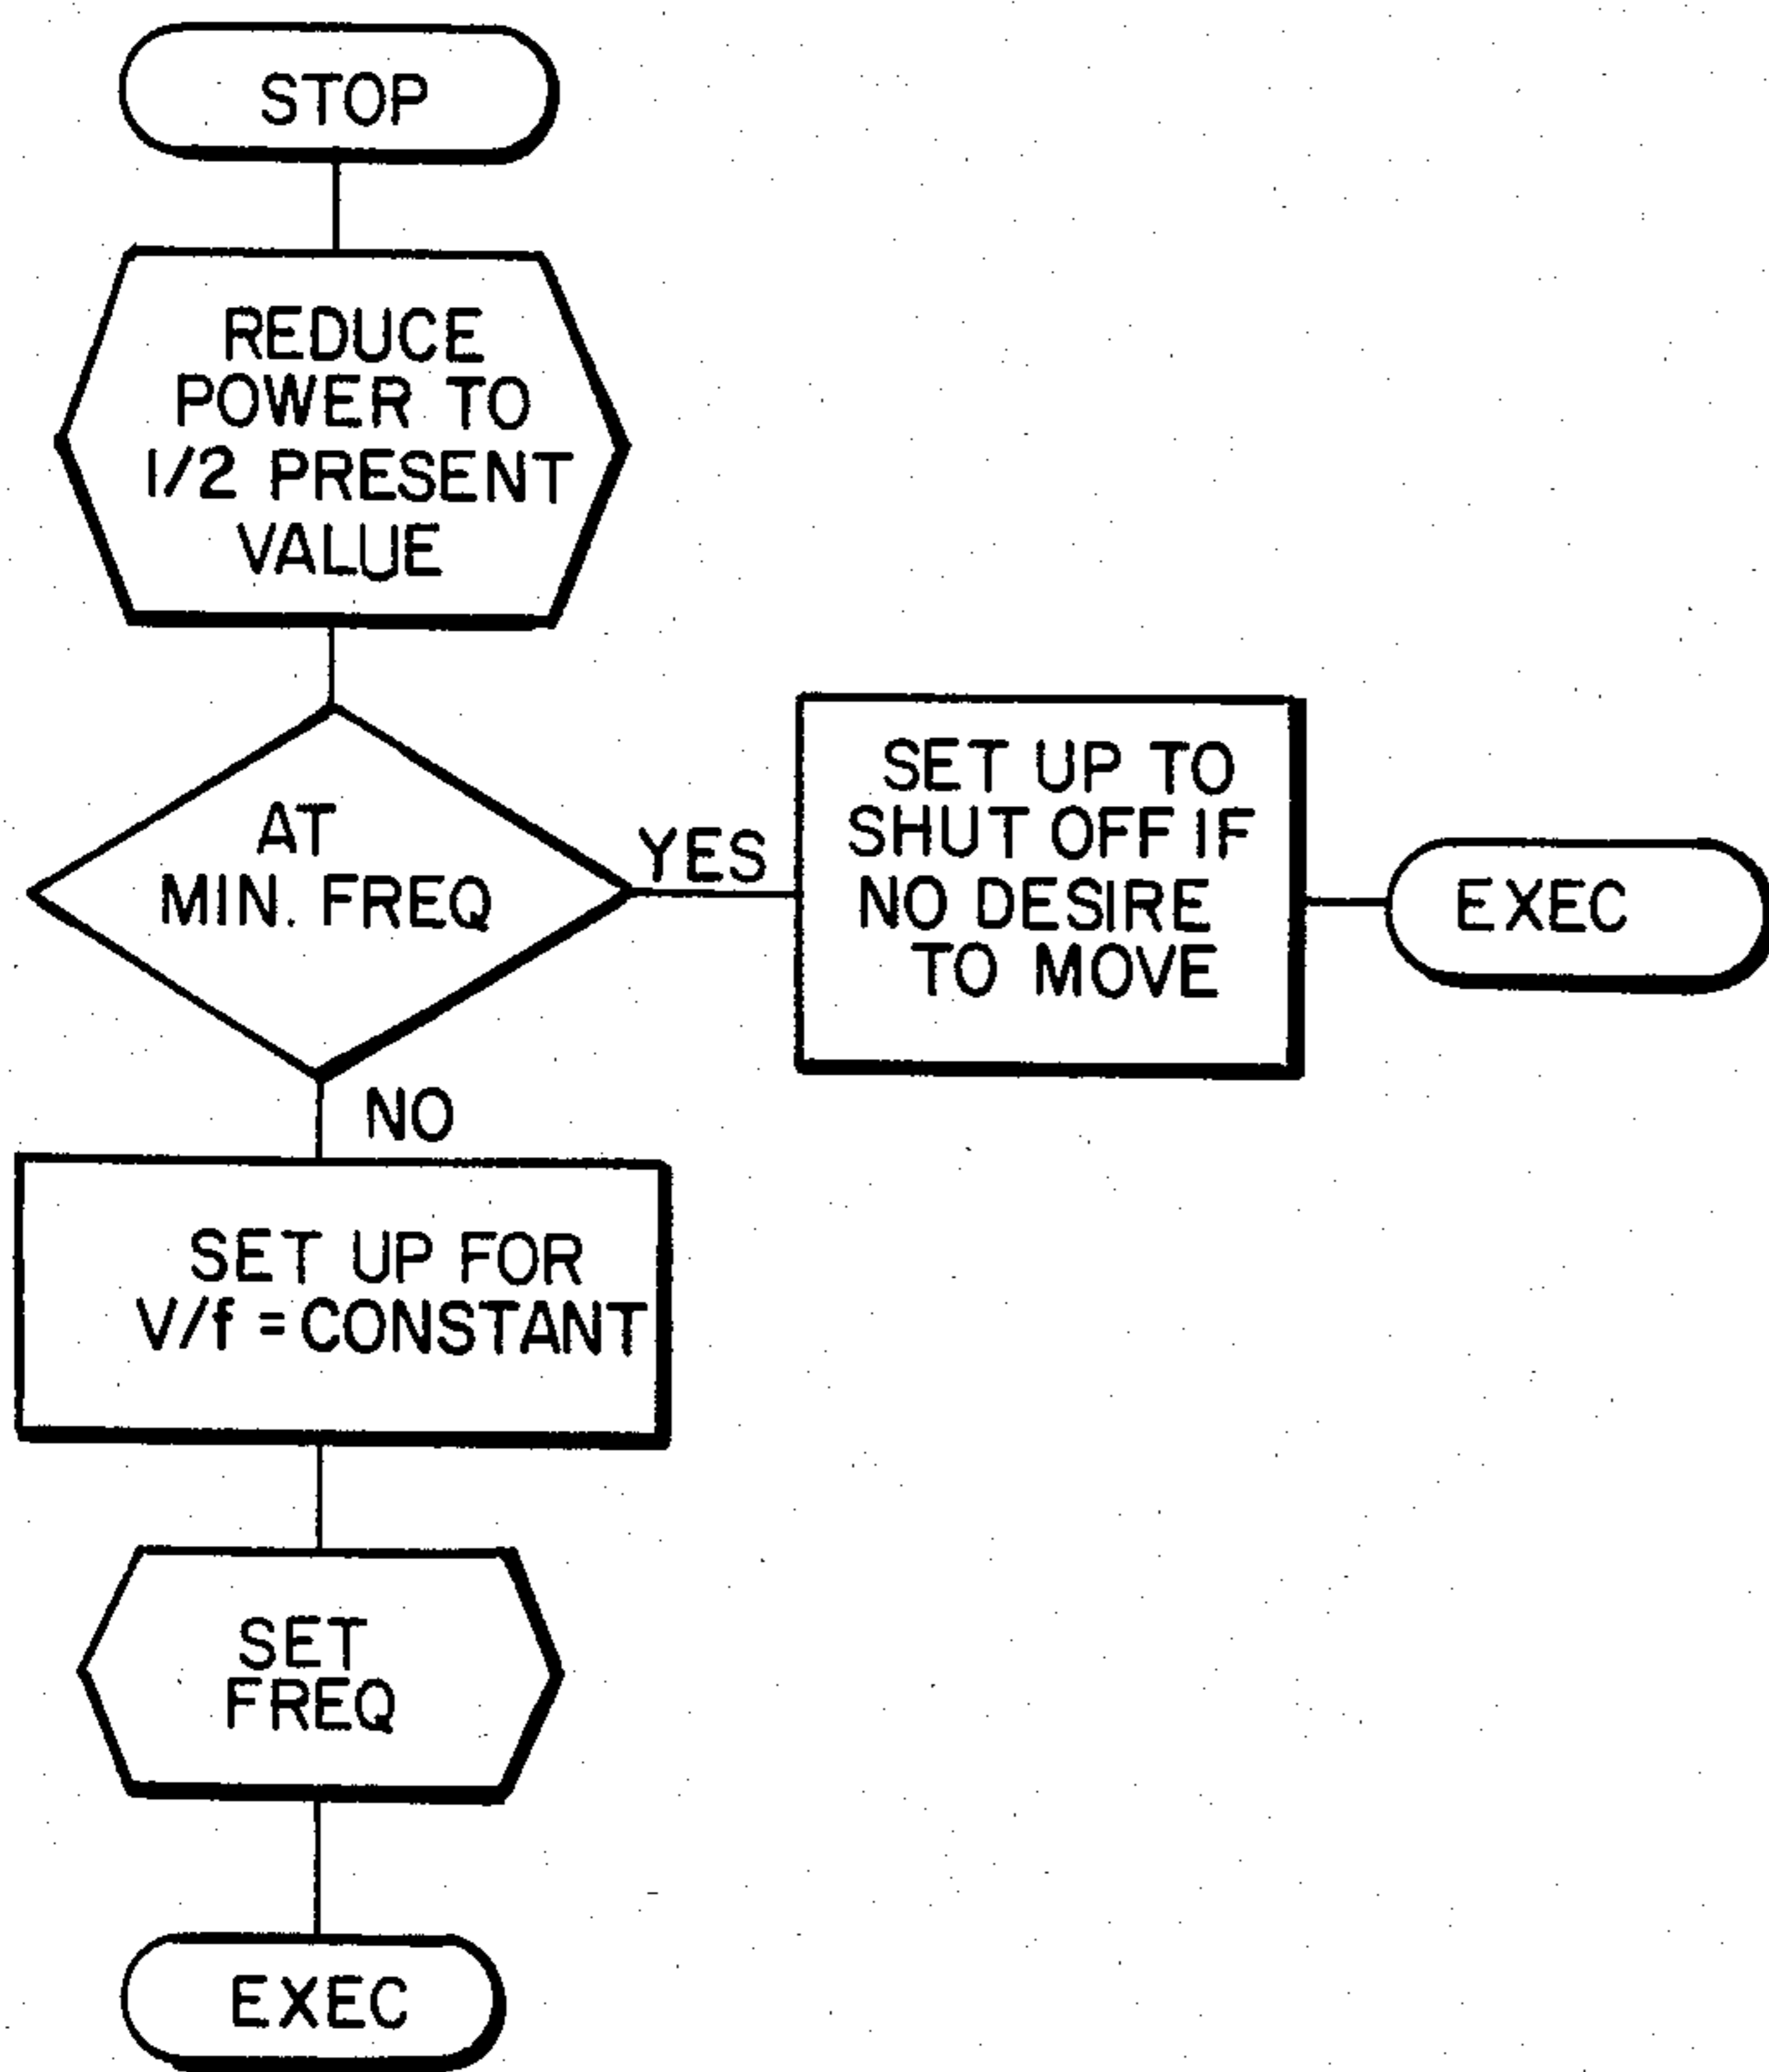 STOP
REDUCE
POWER TO
1/2 PRESENT
VALUE
AT
MIN. FREQ
YES
SET UP TO
SHUT OFF IF
NO DESIRE
TO MOVE
EXEC
NO
SET UP FOR
V/f = CONSTANT
SET
FREQ
EXEC